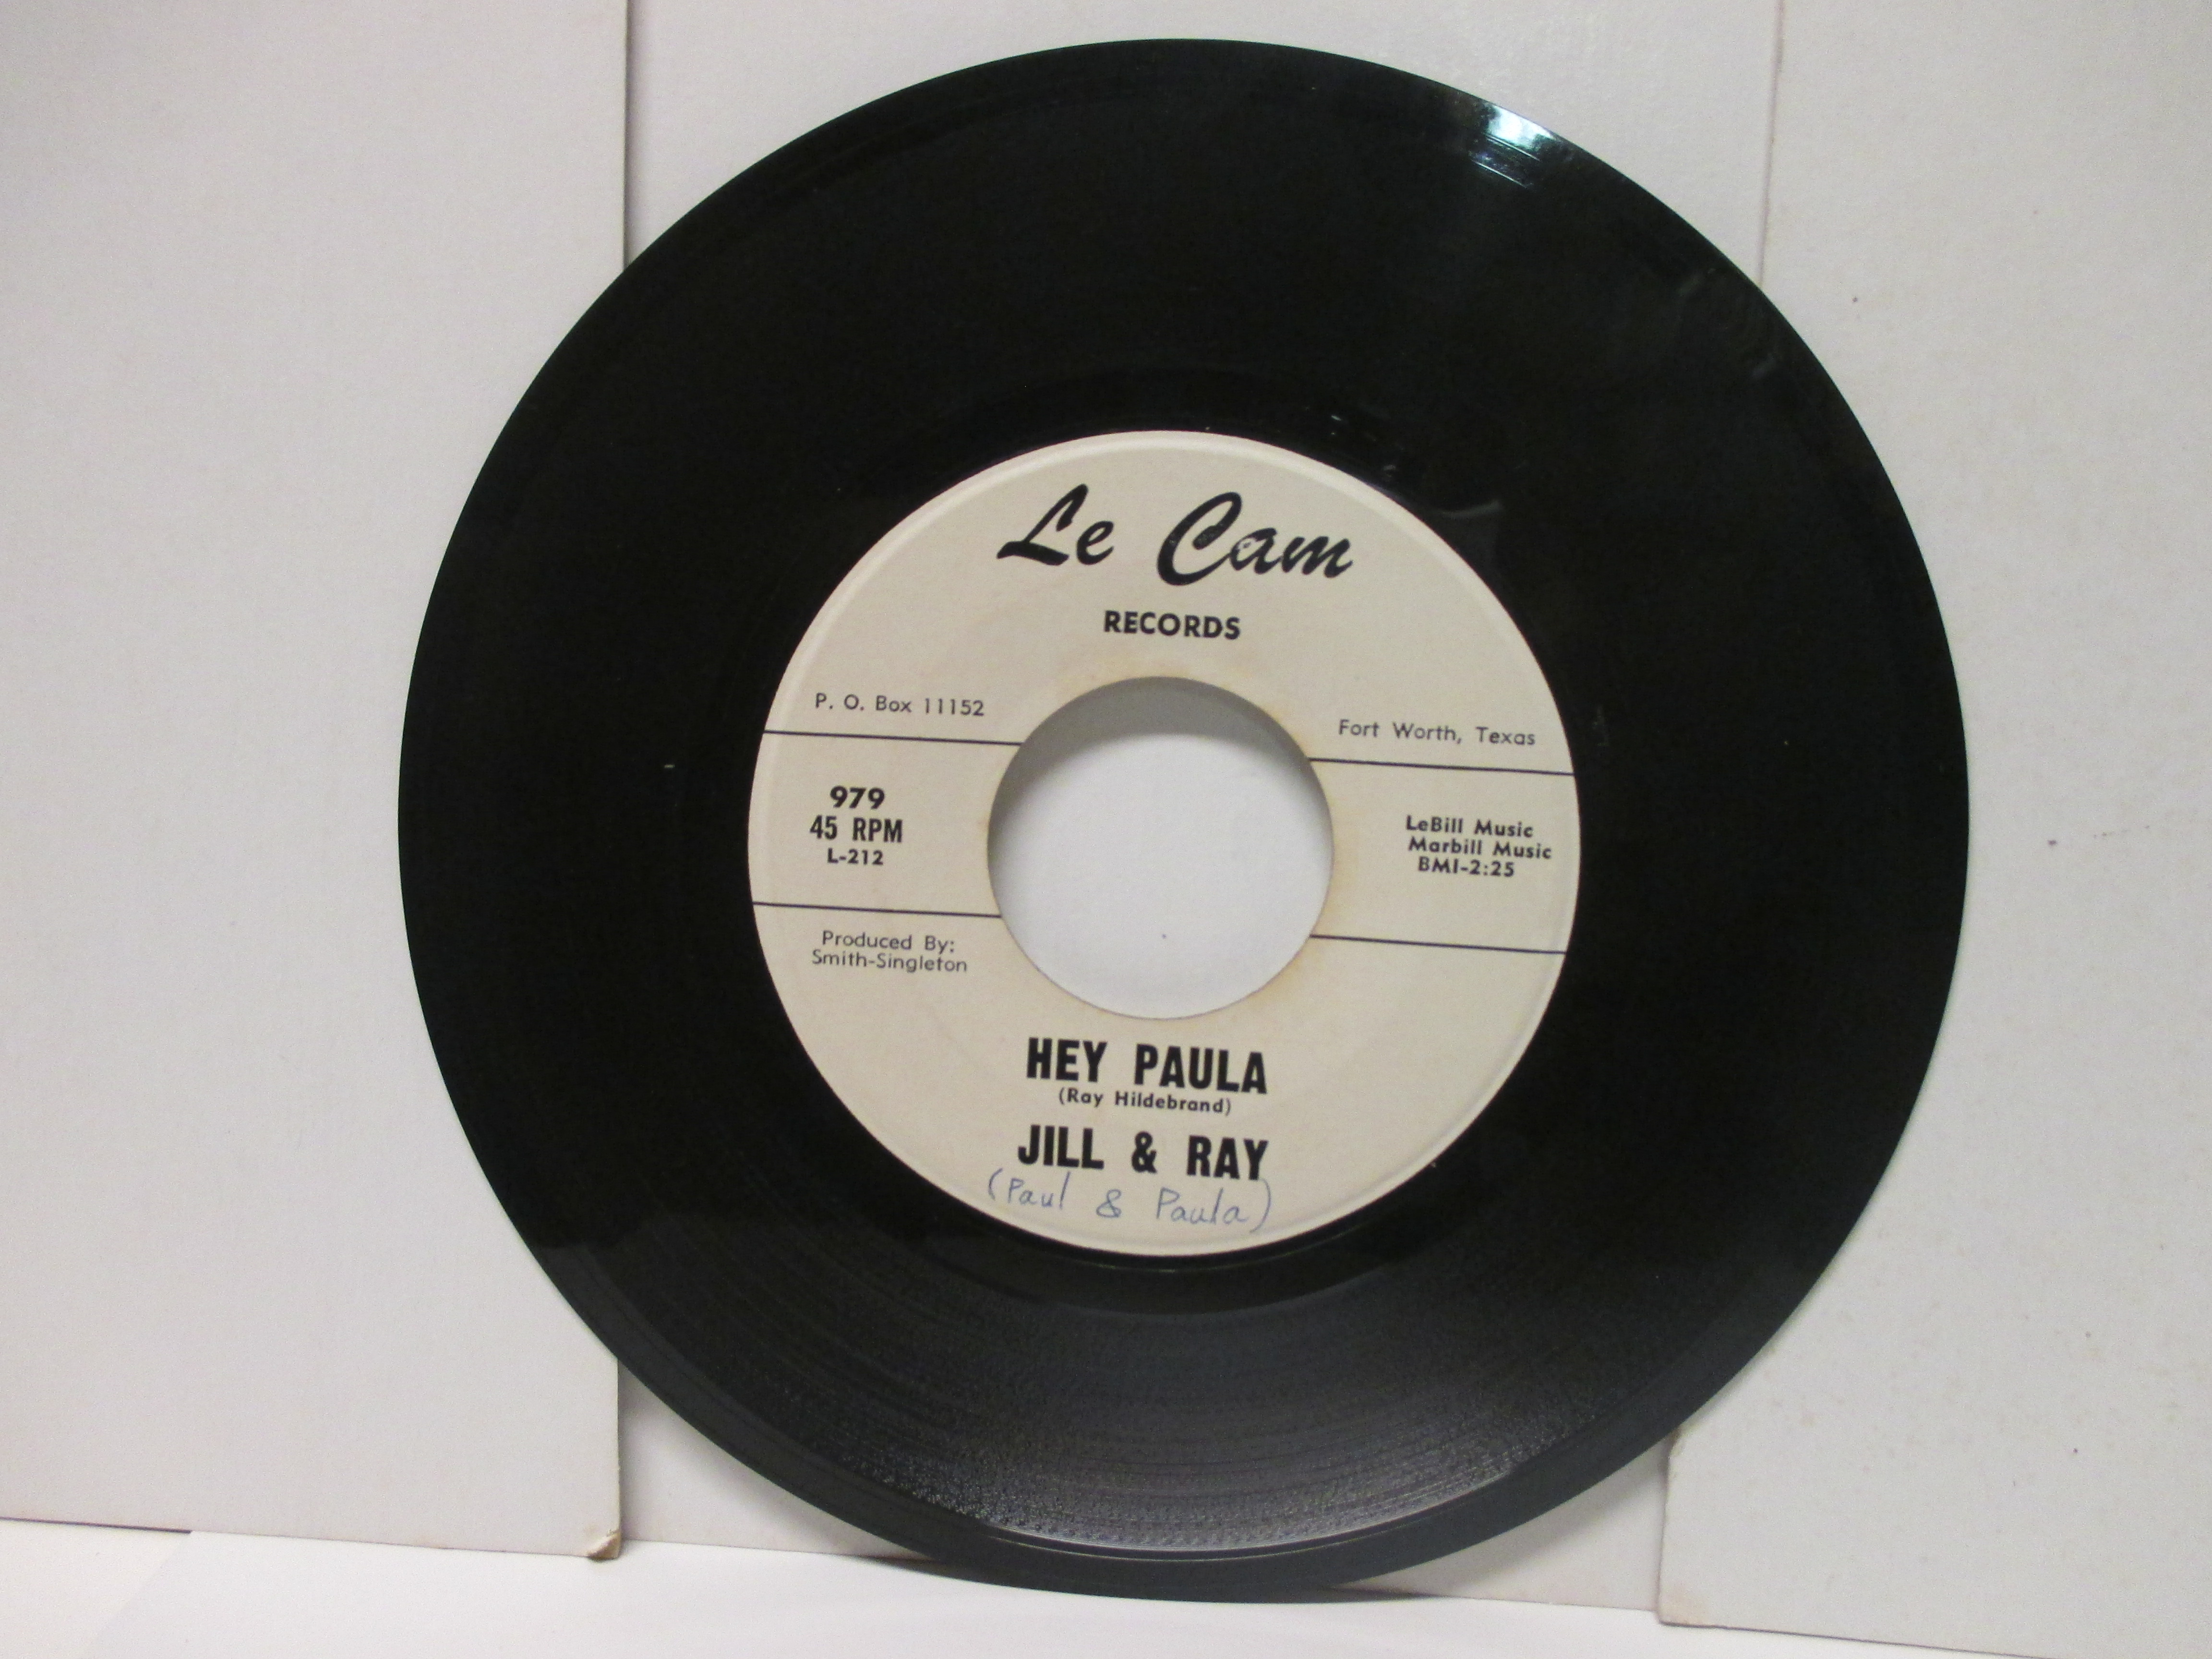 Le Cam
RECORDS
P. O. Box 11152
Fort Worth, Texas
979
45 RPM
L-212
LeBill Music
Marbill Music
BMI-2:25
Produced By:
Smith-Singleton
HEY PAULA
(Ray Hildebrand)
JILL & RAY
(Paul & Paula)